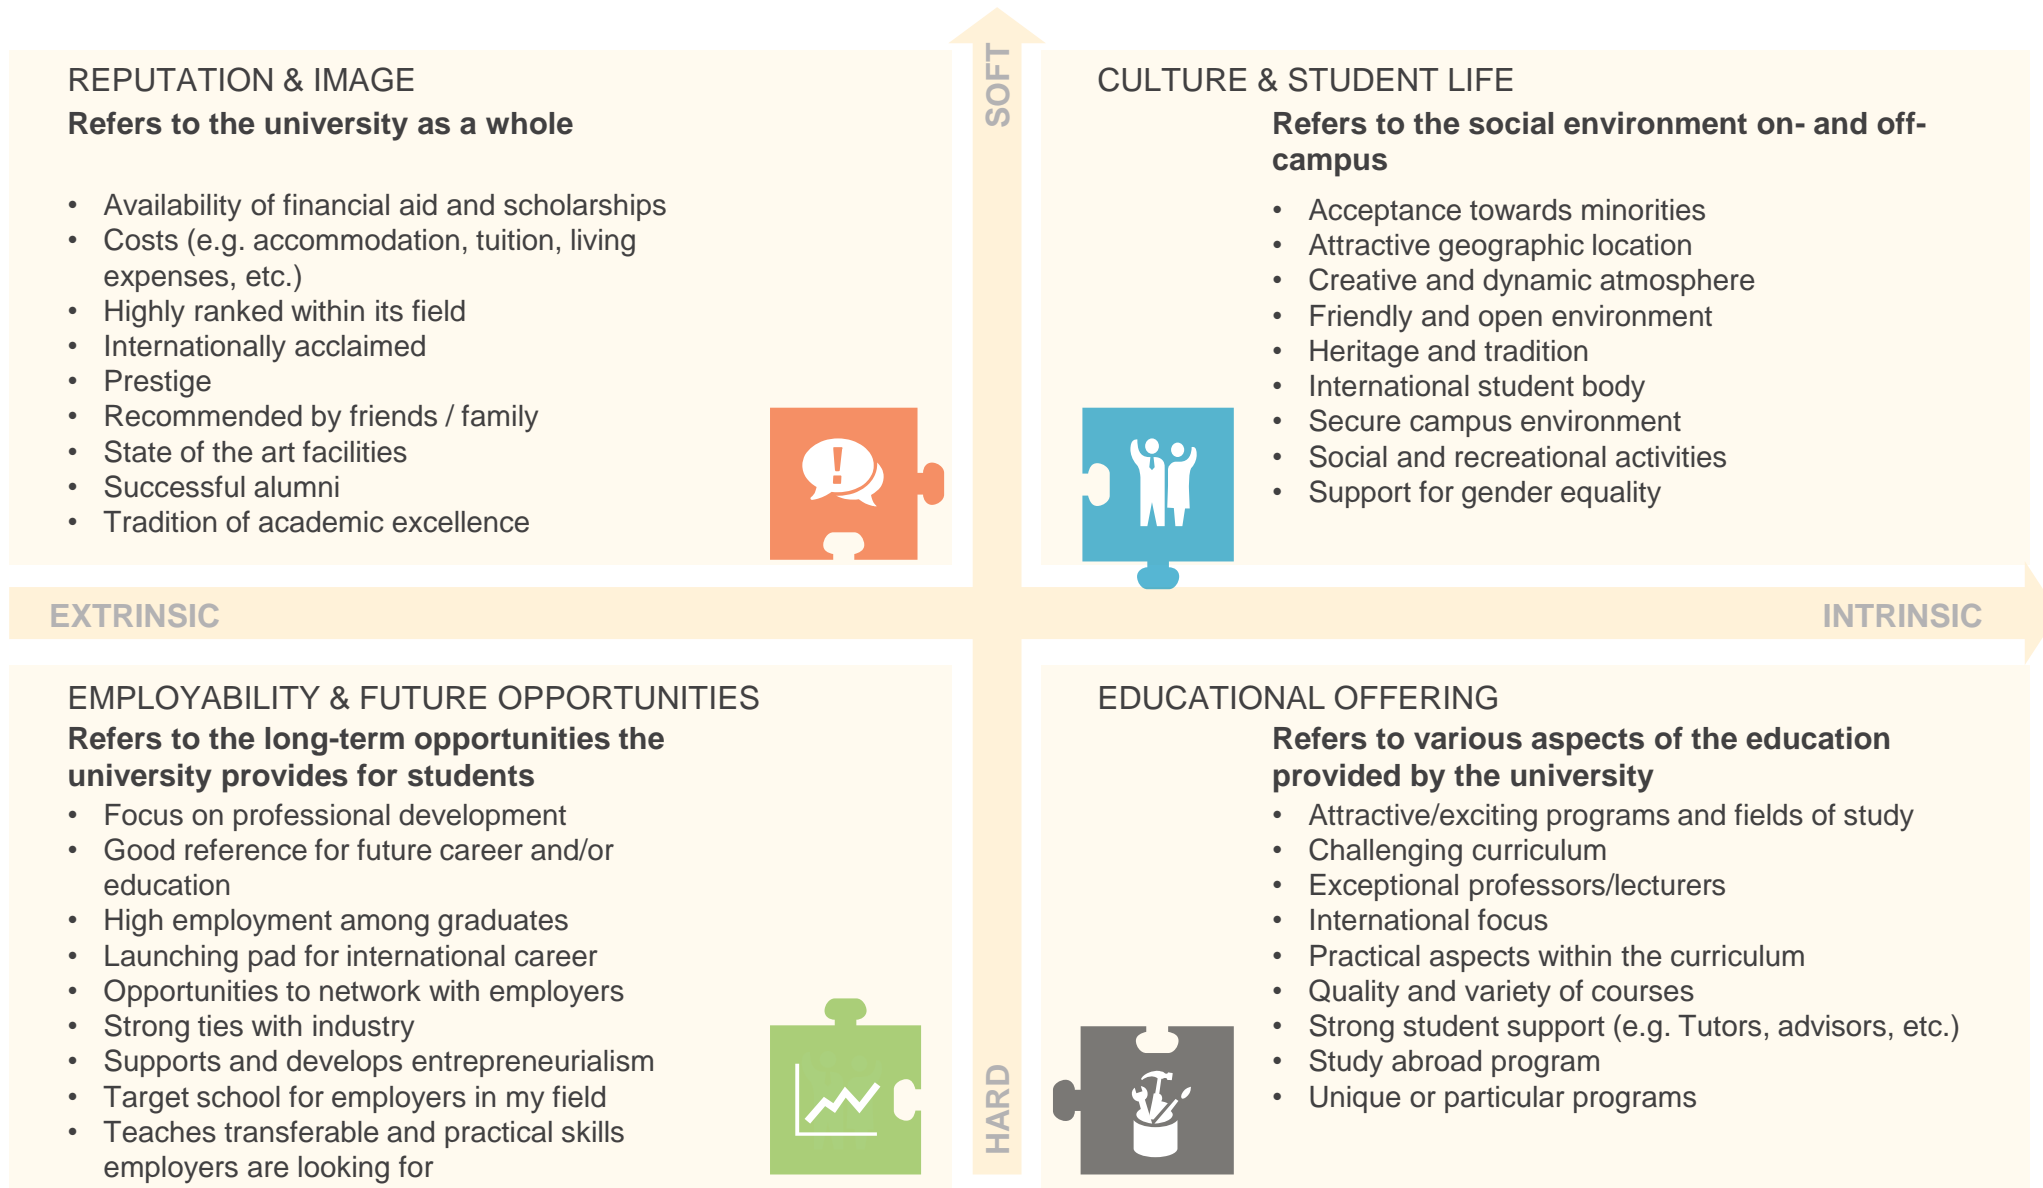 SOFT
REPUTATION & IMAGE
Refers to the university as a whole
• Availability of financial aid and scholarships
• Costs (e.g. accommodation, tuition, living
expenses, etc.)
• Highly ranked within its field
• Internationally acclaimed
• Prestige
• Recommended by friends / family
• State of the art facilities
• Successful alumni
• Tradition of academic excellence
!
CULTURE & STUDENT LIFE
Refers to the social environment on- and off-
campus
• Acceptance towards minorities
• Attractive geographic location
• Creative and dynamic atmosphere
• Friendly and open environment
• Heritage and tradition
• International student body
• Secure campus environment
• Social and recreational activities
• Support for gender equality
EXTRINSIC
INTRINSIC
EMPLOYABILITY & FUTURE OPPORTUNITIES
Refers to the long-term opportunities the
university provides for students
• Focus on professional development
• Good reference for future career and/or
education
• High employment among graduates
• Launching pad for international career
• Opportunities to network with employers
• Strong ties with industry
• Supports and develops entrepreneurialism
• Target school for employers in my field
• Teaches transferable and practical skills
employers are looking for
HARD
EDUCATIONAL OFFERING
Refers to various aspects of the education
provided by the university
• Attractive/exciting programs and fields of study
• Challenging curriculum
• Exceptional professors/lecturers
• International focus
• Practical aspects within the curriculum
• Quality and variety of courses
• Strong student support (e.g. Tutors, advisors, etc.)
• Study abroad program
• Unique or particular programs